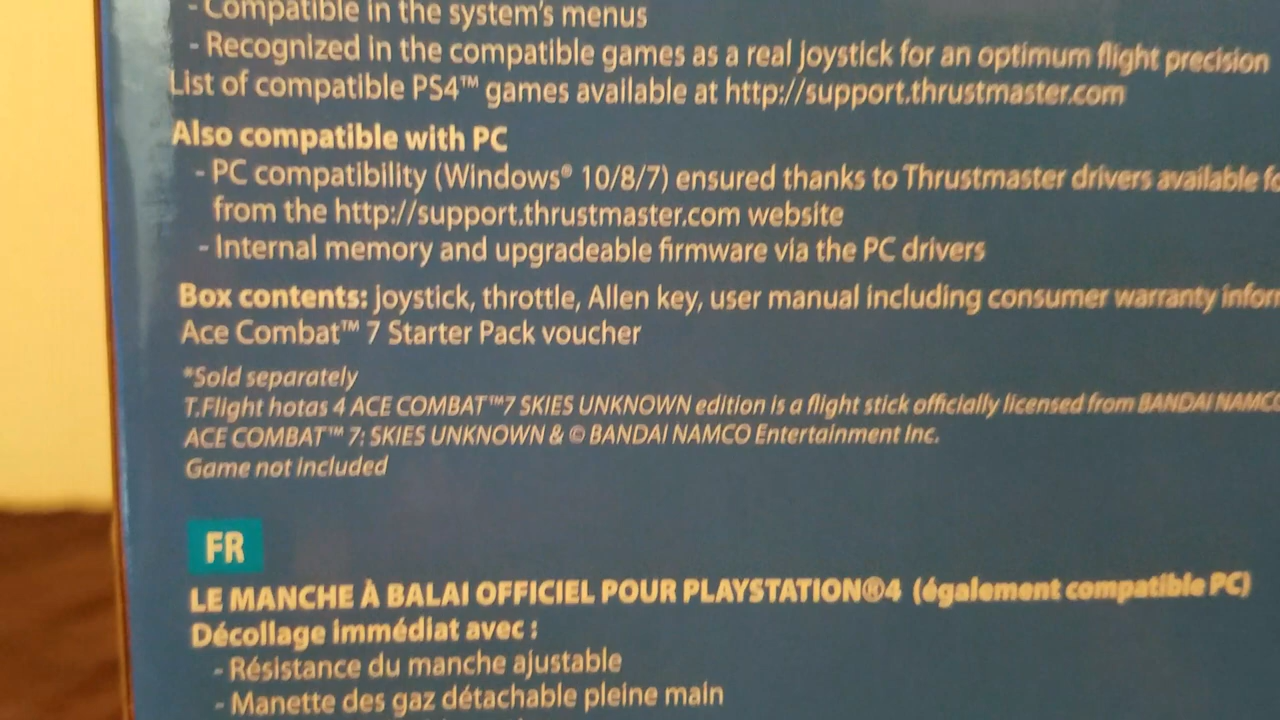 - Compatible in the system's menus
- Recognized in the compatible games as a real joystick for an optimum flight precision
List of compatible PS4™ games available at http://support.thrustmaster.com
Also compatible with PC
- PC compatibility (Windows® 10/8/7) ensured thanks to Thrustmaster drivers available
from the http://support.thrustmaster.com website
- Internal memory and upgradeable firmware via the PC drivers
Box contents: joystick, throttle, Allen key, user manual including consumer warranty
Ace Combat™ 7 Starter Pack voucher
*Sold separately
T.Flight hotas 4 ACE COMBAT™7 SKIES UNKNOWN edition is a flight stick officially licensed from BANDAI NAMCO
ACE COMBAT™ 7: SKIES UNKNOWN & © BANDAI NAMCO Entertainment Inc.
Game not included
FR
LE MANCHE À BALAI OFFICIEL POUR PLAYSTATION®4 (également compatible PC)
Décollage immédiat avec :
- Résistance du manche ajustable
- Manette des gaz détachable pleine main